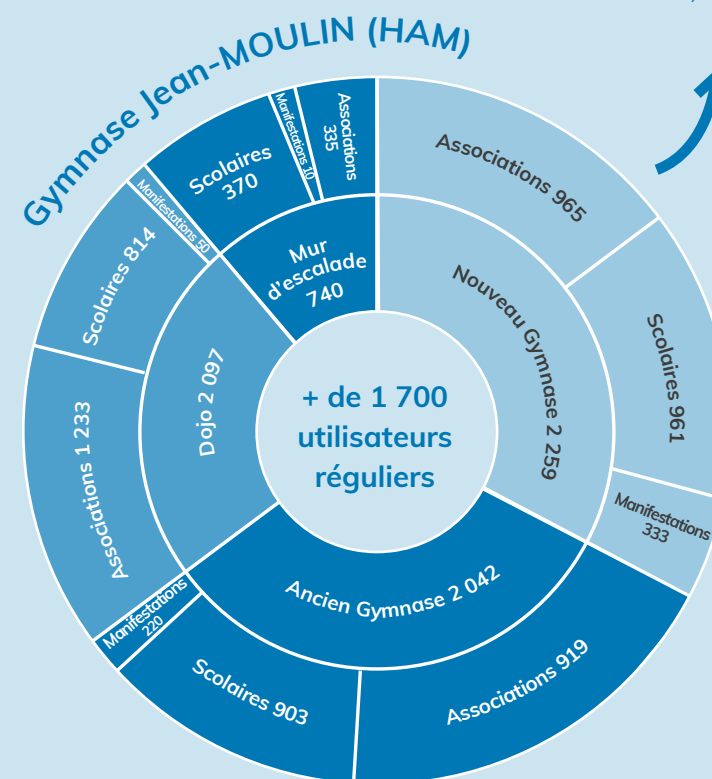 Gymnase Jean-MOULIN (HAM)
Associations 965
Scolaires 961
Manifestations
333
Nouveau Gymnase 2 259
Associations 919
Scolaires 903
Manifestations
220
Ancien Gymnase 2 042
Associations 1 233
Scolaires 814
Manifestations 50
Dojo 2 097
Scolaires
370
Manifestations 10
Associations
335
Mur
d'escalade
740
+ de 1 700
utilisateurs
réguliers